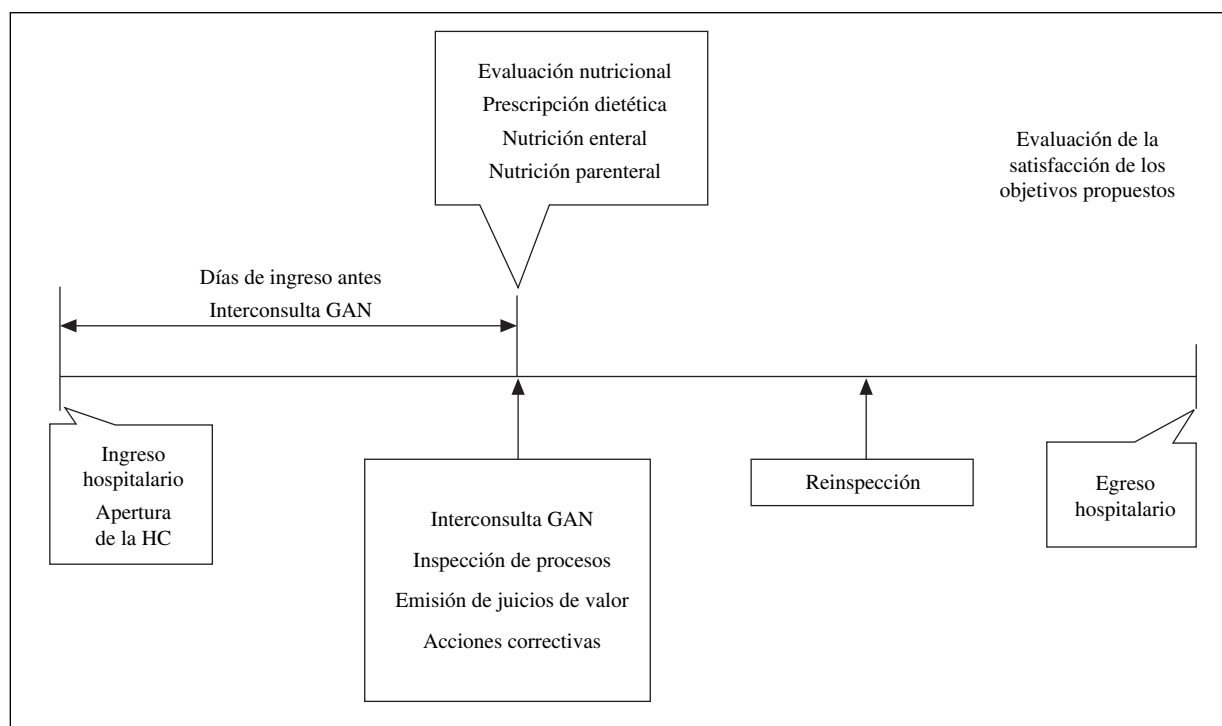 Evaluación nutricional
Prescripción dietética
Nutrición enteral
Nutrición parenteral
Evaluación de la
satisfacción de los
objetivos propuestos
Días de ingreso antes
Interconsulta GAN
Ingreso
hospitalario
Apertura
de la HC
Interconsulta GAN
Inspección de procesos
Emisión de juicios de valor
Acciones correctivas
Reinspección
Egreso
hospitalario